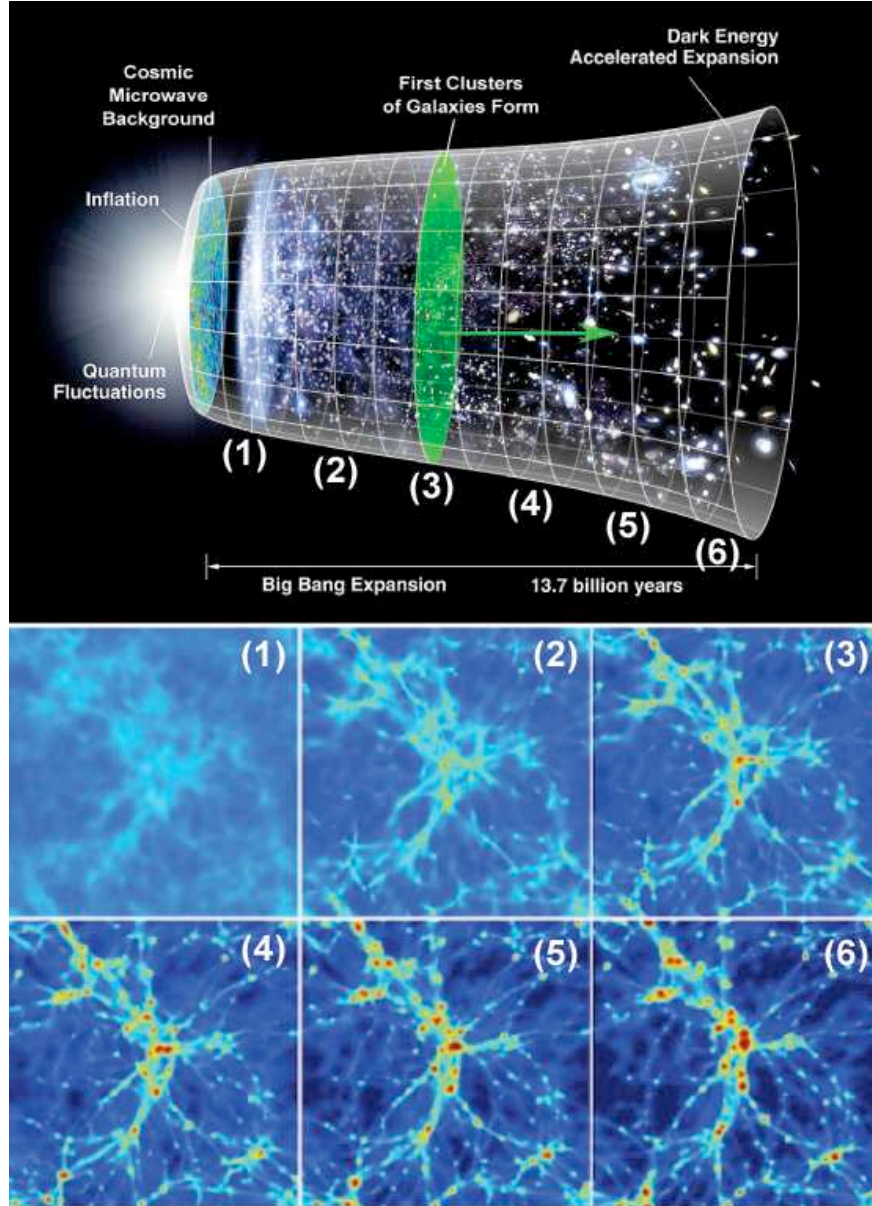 Dark Energy
Accelerated Expansion
Cosmic
Microwave
Background
First Clusters
of Galaxies Form
Inflation
Quantum
Fluctuations
(1)
(2)
(3)
(4)
(5)
(6)
Big Bang Expansion 13.7 billion years
(1) (2) (3)
(4) (5) (6)